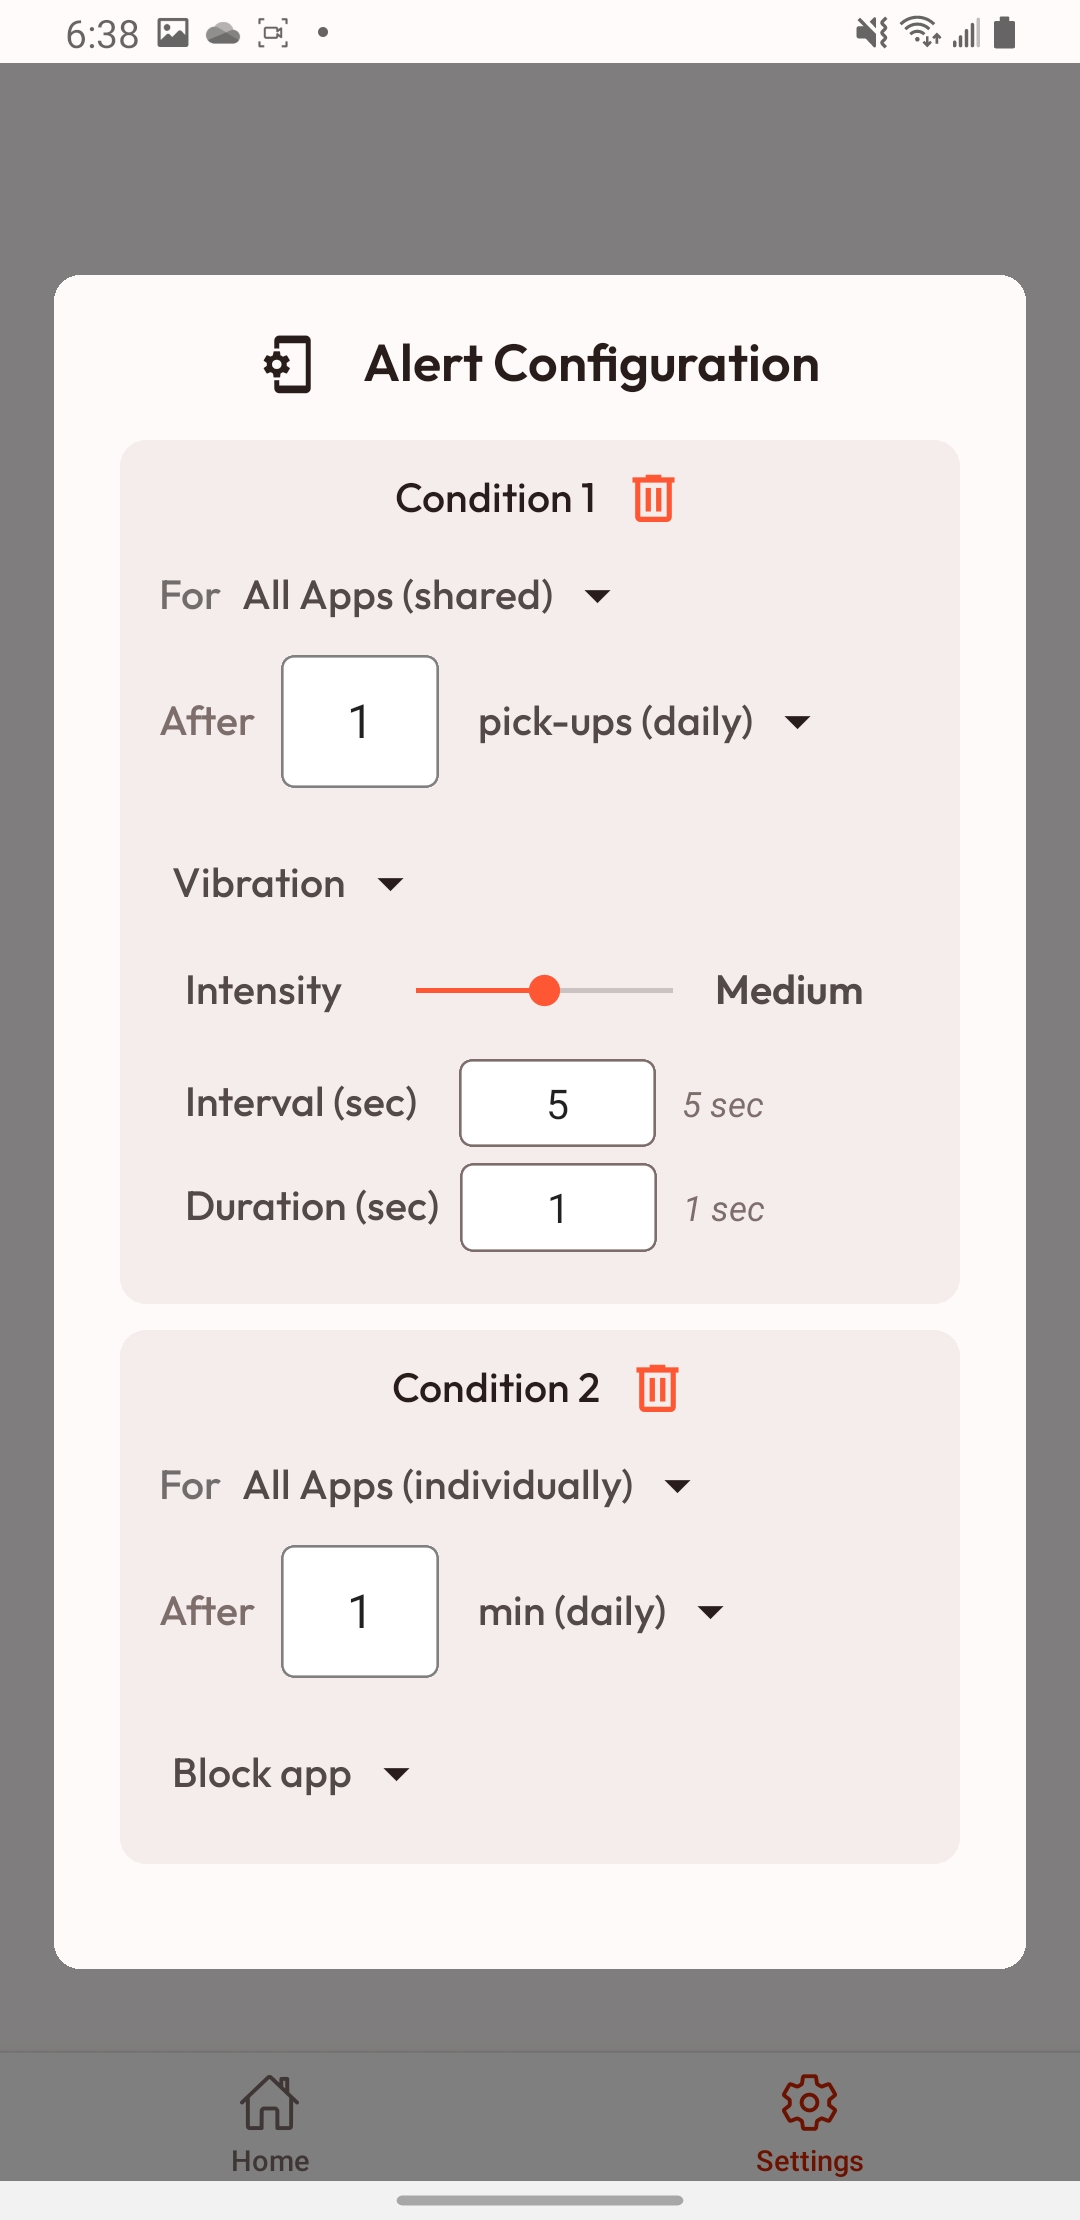 6:38
Alert Configuration
Condition 1
For All Apps (shared)
After 1 pick-ups (daily)
Vibration
Intensity Medium
Interval (sec) 5 5 sec
Duration (sec) 1 1 sec
Condition 2
For All Apps (individually)
After 1 min (daily)
Block app
Home Settings